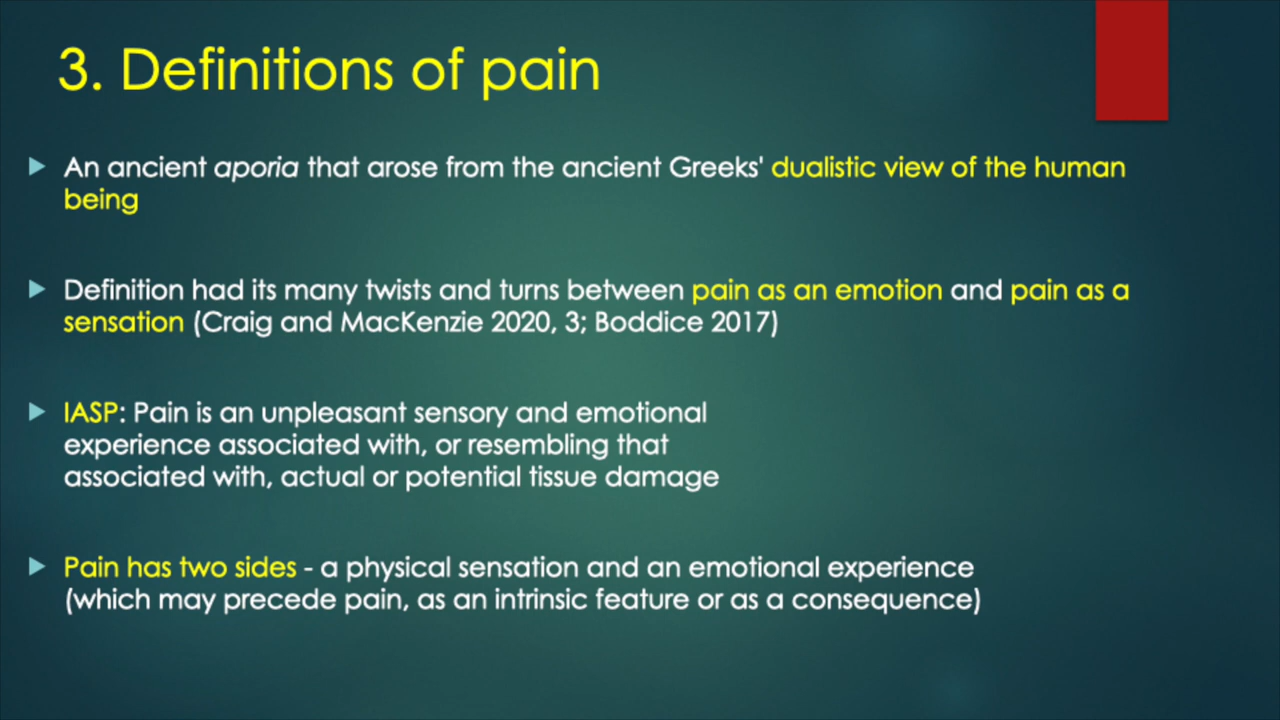 3. Definitions of pain
An ancient aporia that arose from the ancient Greeks' dualistic view of the human
being
Definition had its many twists and turns between pain as an emotion and pain as a
sensation (Craig and MacKenzie 2020, 3; Boddice 2017)
IASP: Pain is an unpleasant sensory and emotional
experience associated with, or resembling that
associated with, actual or potential tissue damage
Pain has two sides - a physical sensation and an emotional experience
(which may precede pain, as an intrinsic feature or as a consequence)